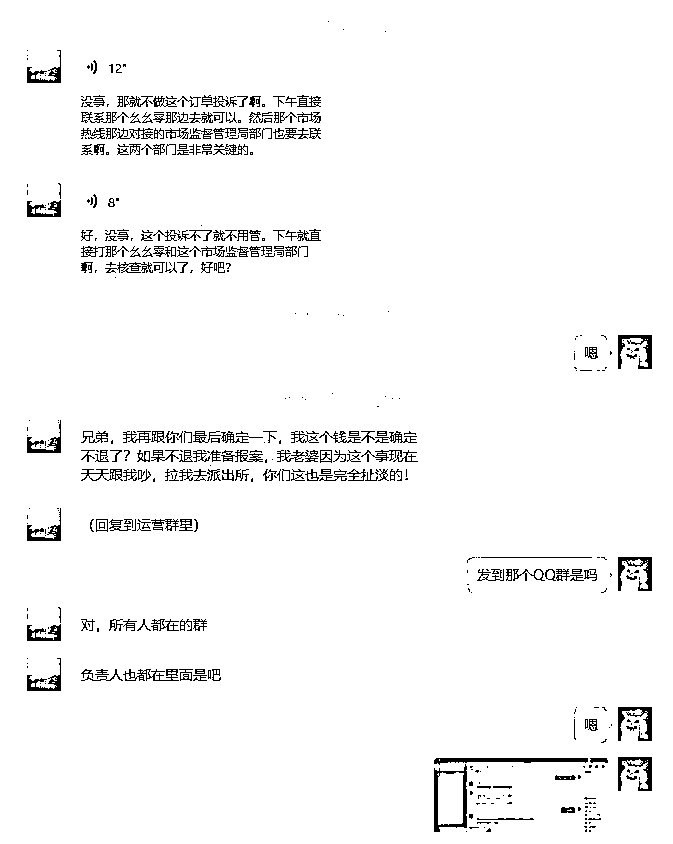 12"
没事，那就不做这个订单投诉了啊。下午直接
联系那个幺幺零那边去就可以。然后那个市场
热线那边对接的市场监督管理局部门也要去联
系啊。这两个部门是非常关键的。
8"
好，没事，这个投诉不了就不用管。下午就直
接打那个幺幺零和这个市场监督管理局部门
啊，去核查就可以了，好吧？
嗯
兄弟，我再跟你们最后确定一下，我这个钱是不是确定
不退了？如果不退我准备报案，我老婆因为这个事现在
天天跟我吵，拉我去派出所，你们这也是完全扯淡的！
（回复到运营群里）
发到那个QQ群是吗
对，所有人都在的群
负责人也都在里面是吧
嗯